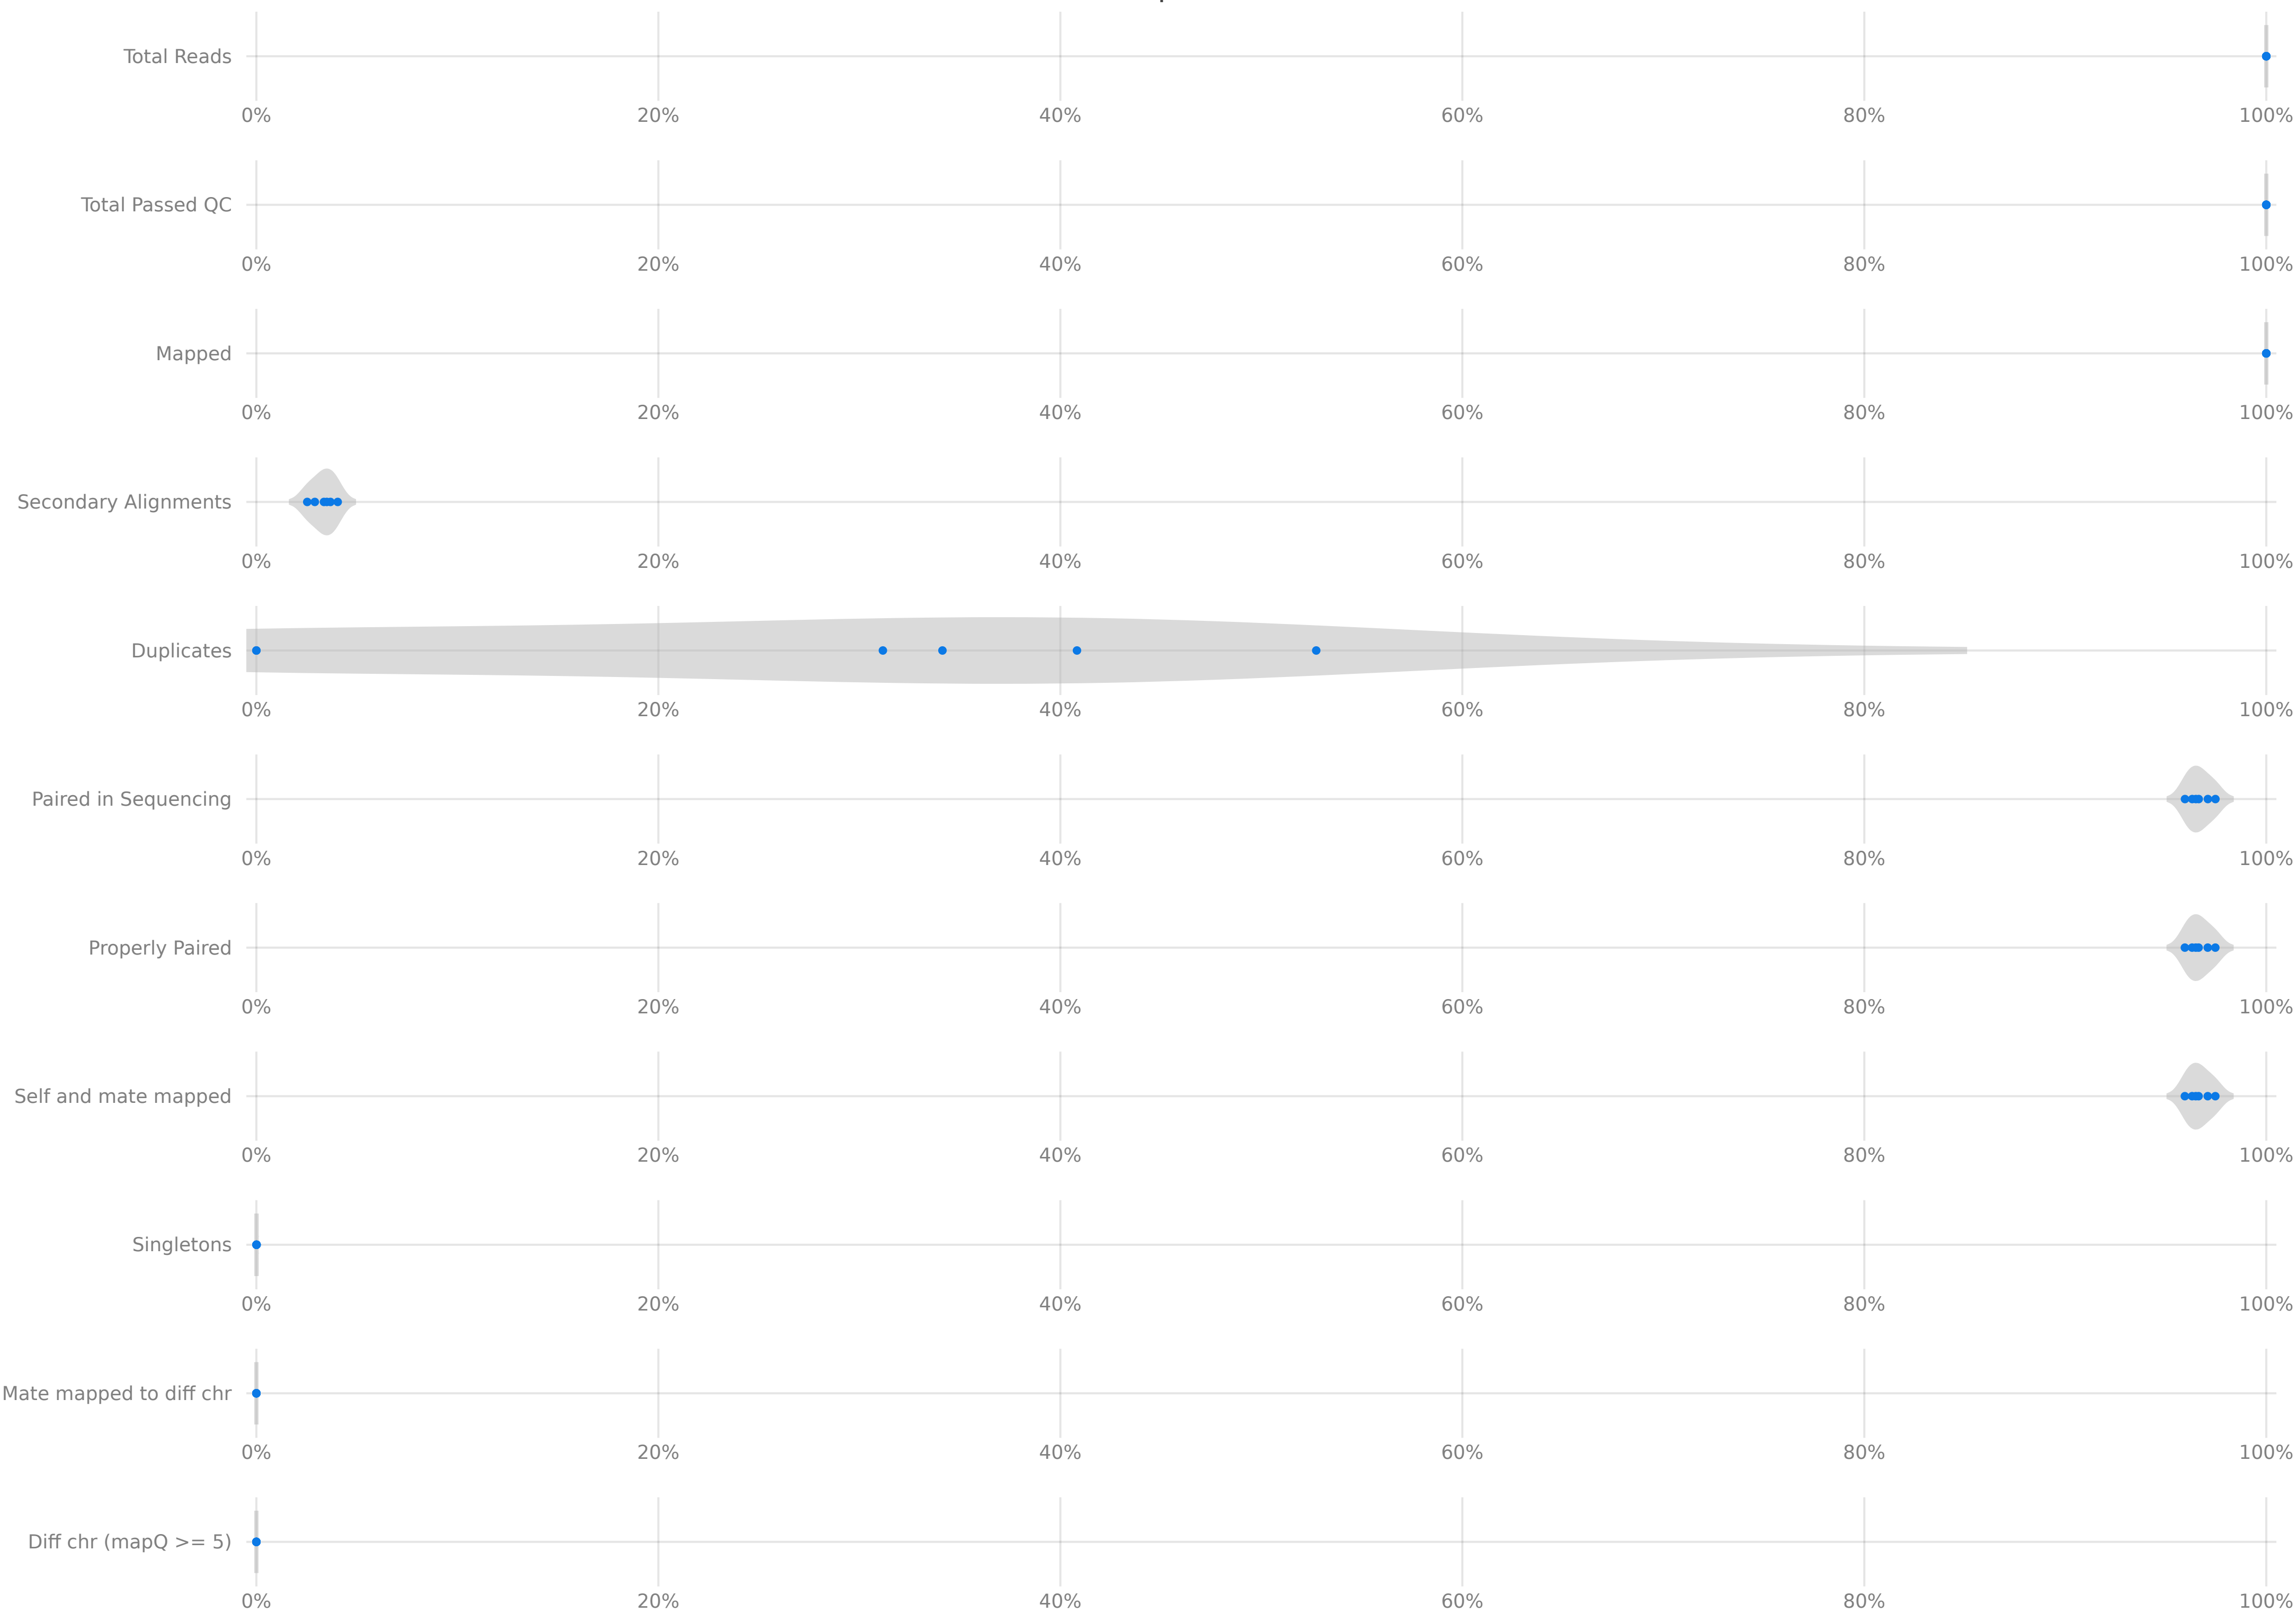 Total Reads
0% 20% 40% 60% 80% 100%
Total Passed QC
0% 20% 40% 60% 80% 100%
Mapped
0% 20% 40% 60% 80% 100%
Secondary Alignments
0% 20% 40% 60% 80% 100%
Duplicates
0% 20% 40% 60% 80% 100%
Paired in Sequencing
0% 20% 40% 60% 80% 100%
Properly Paired
0% 20% 40% 60% 80% 100%
Self and mate mapped
0% 20% 40% 60% 80% 100%
Singletons
0% 20% 40% 60% 80% 100%
Mate mapped to diff chr
0% 20% 40% 60% 80% 100%
Diff chr (mapQ >= 5)
0% 20% 40% 60% 80% 100%